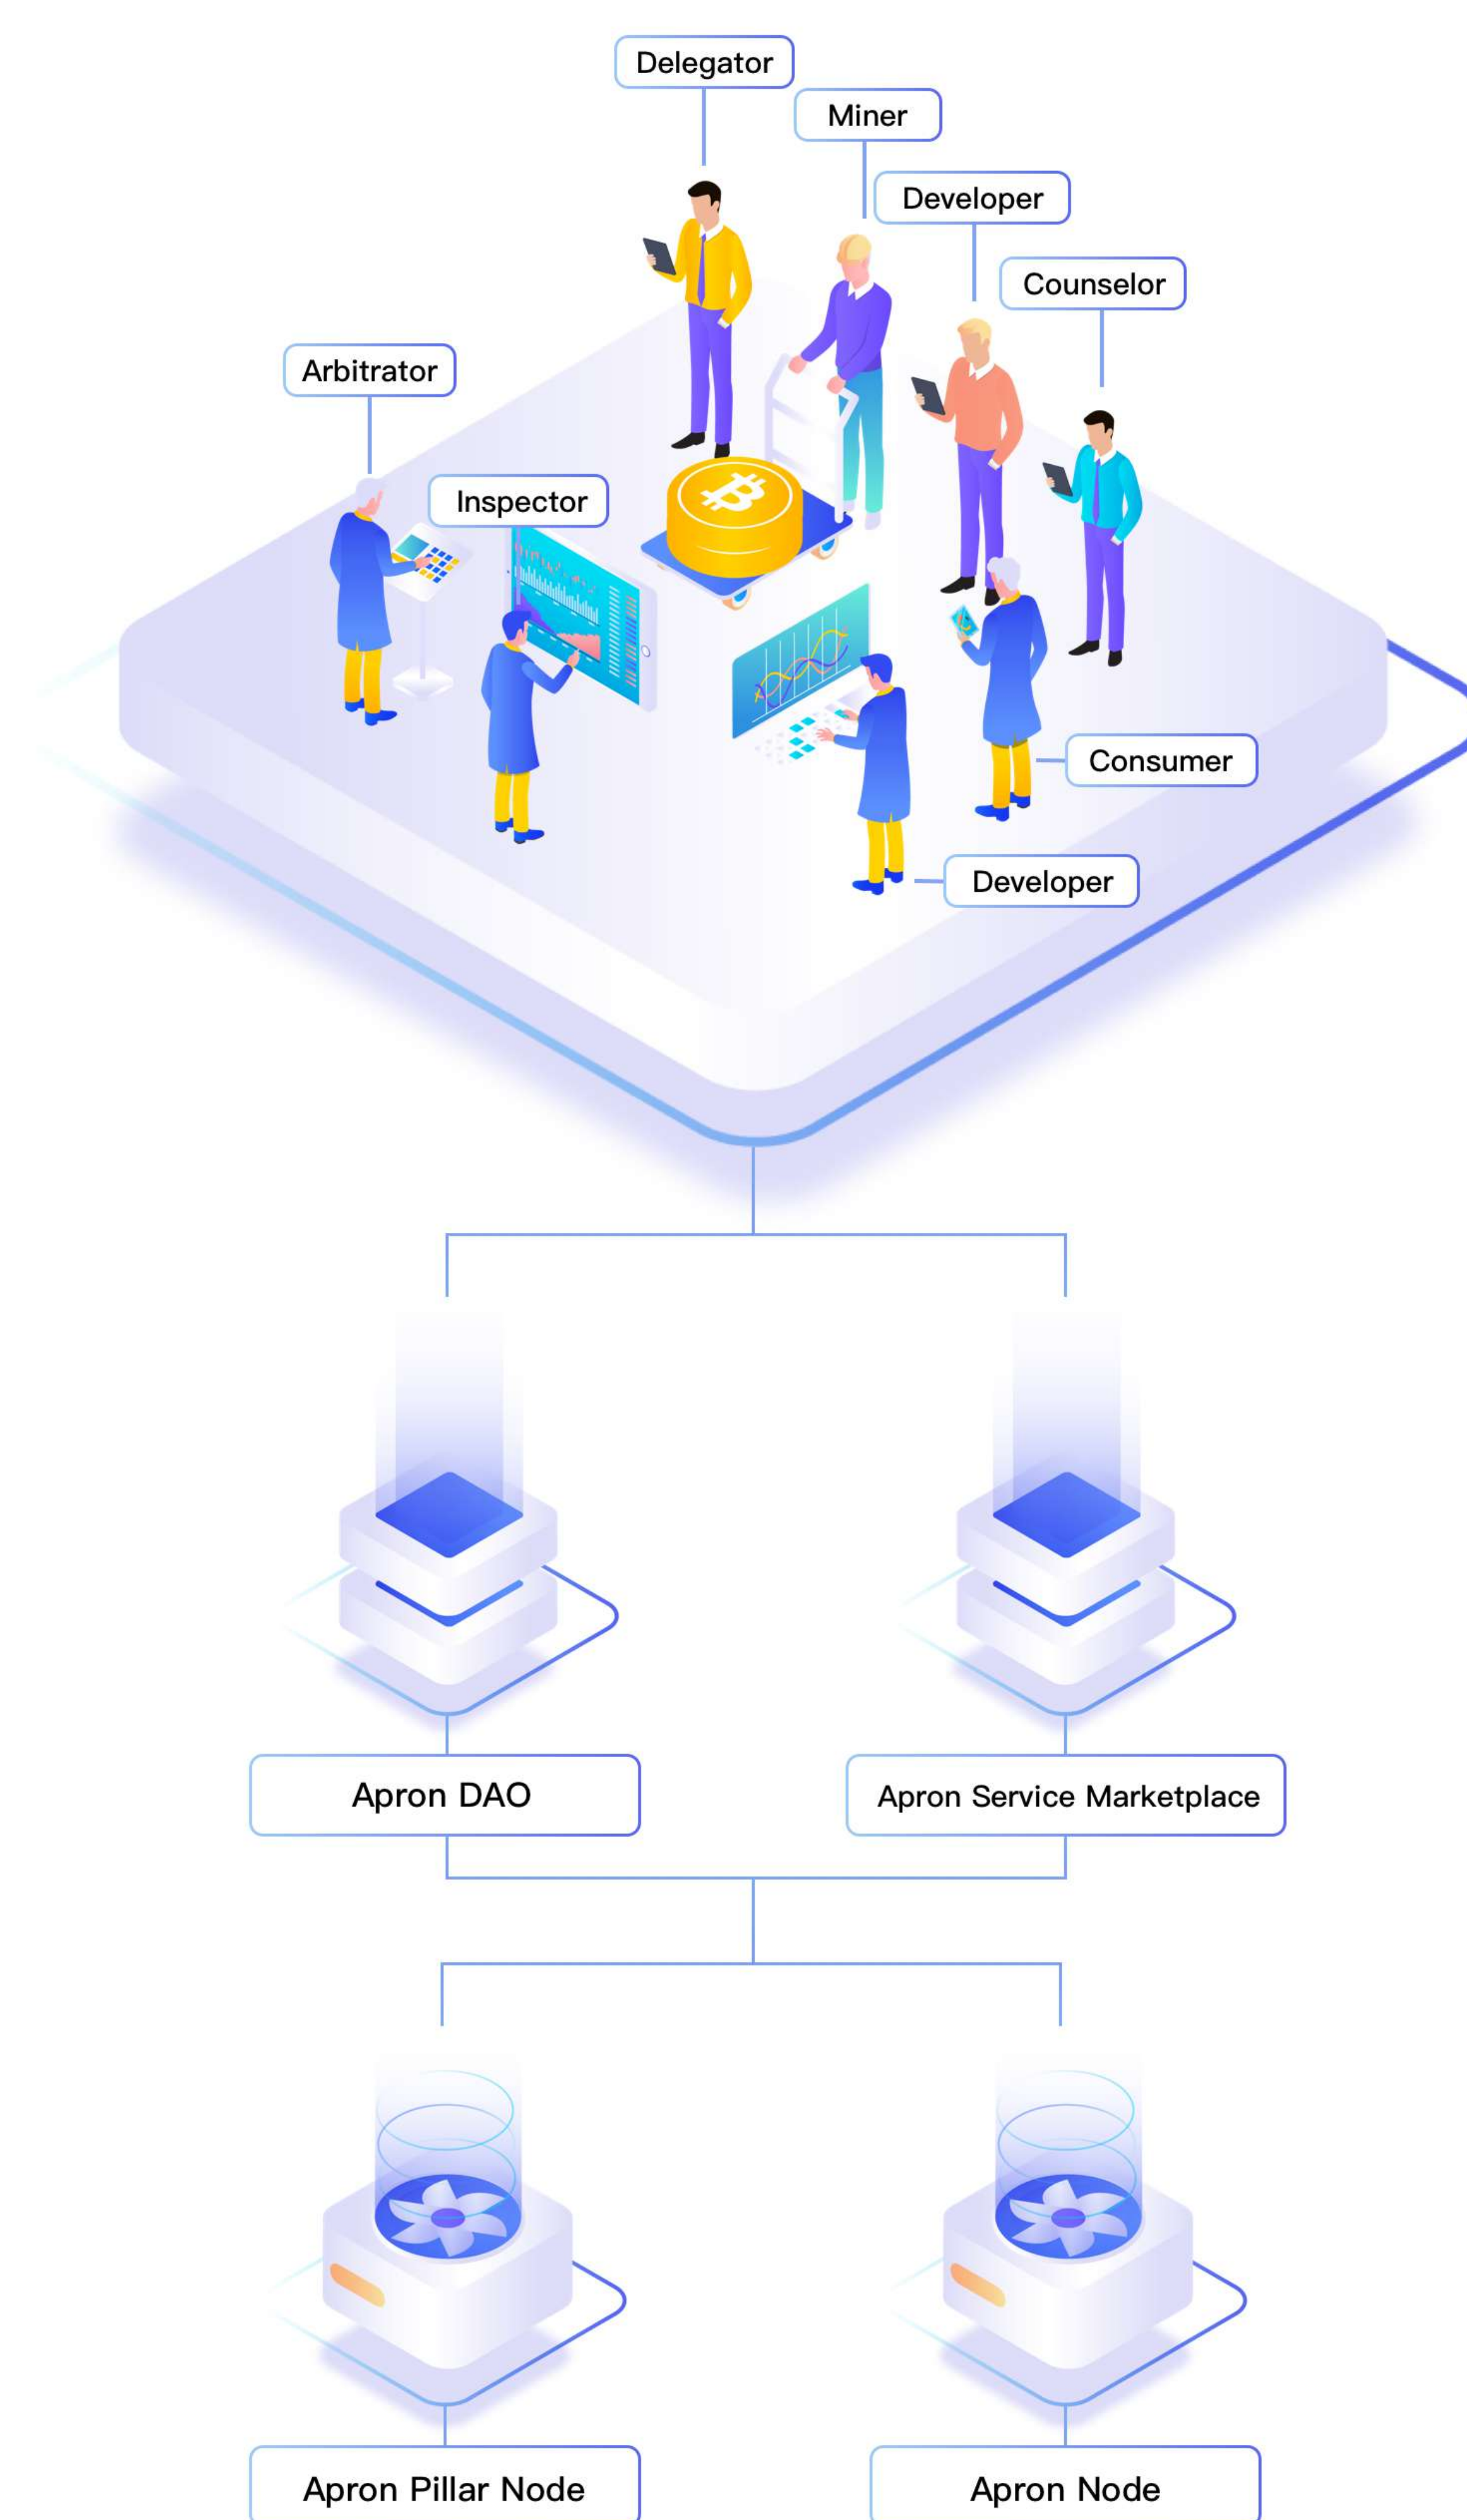 Delegator
Miner
Developer
Counselor
Arbitrator
Inspector
Consumer
Developer
Apron DAO
Apron Service Marketplace
Apron Pillar Node
Apron Node